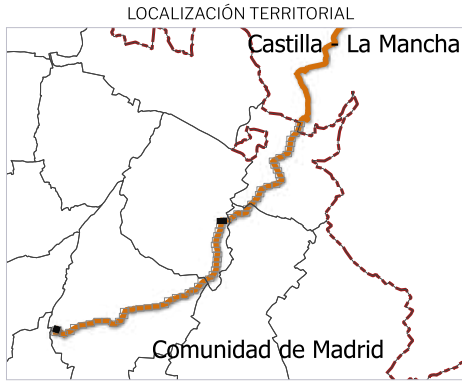 LOCALIZACIÓN TERRITORIAL
Castilla - La Mancha
Comunidad de Madrid